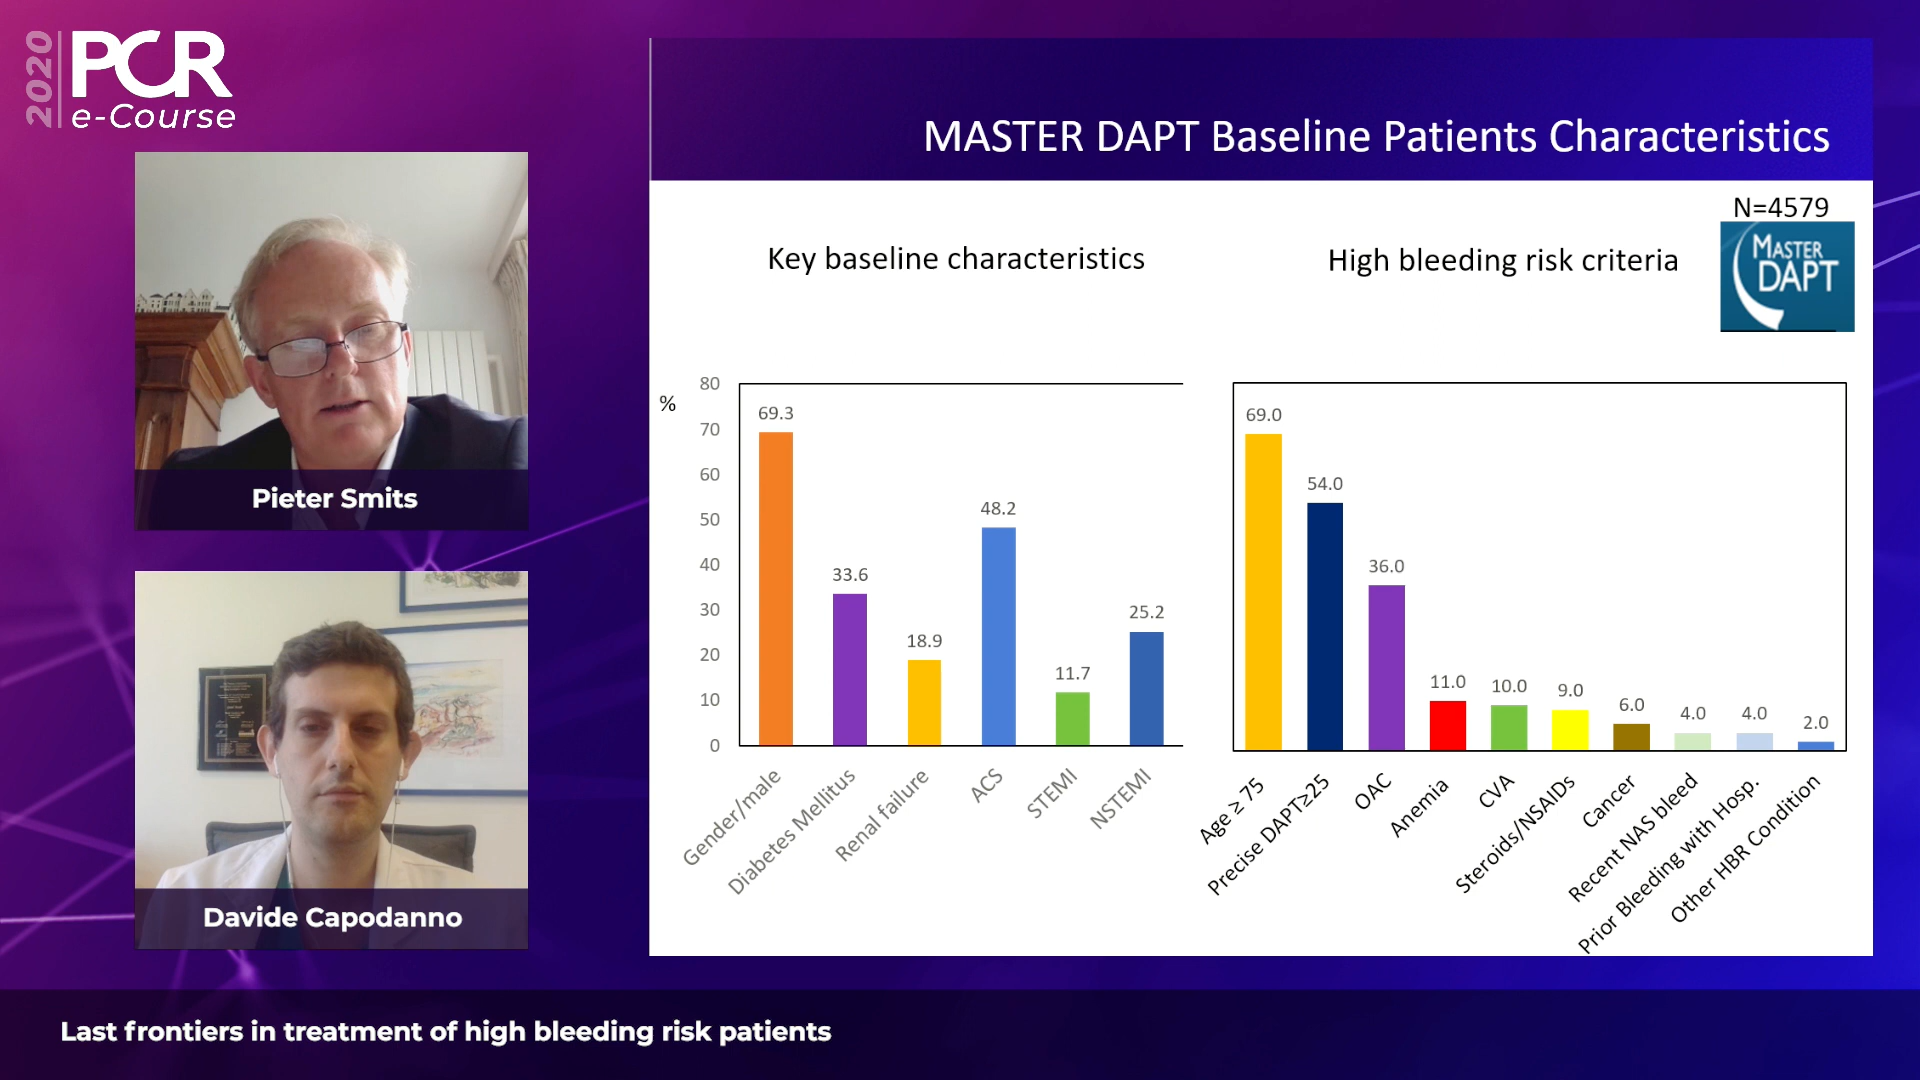 2020
PCR
e-Course
Pieter Smits
Davide Capodanno
MASTER DAPT Baseline Patients Characteristics
N=4579
MASTER
DAPT
Key baseline characteristics
High bleeding risk criteria
%
80
70
60
50
40
30
20
10
0
69.3
33.6
18.9
48.2
11.7
25.2
Gender/male
Diabetes Mellitus
Renal failure
ACS
STEMI
NSTEMI
69.0
54.0
36.0
11.0
10.0
9.0
6.0
4.0
4.0
2.0
Age ≥ 75
Precise DAPT≥25
OAC
Anemia
CVA
Steroids/NSAIDs
Cancer
Recent NAS bleed
Prior Bleeding with Hosp.
Other HBR Condition
Last frontiers in treatment of high bleeding risk patients